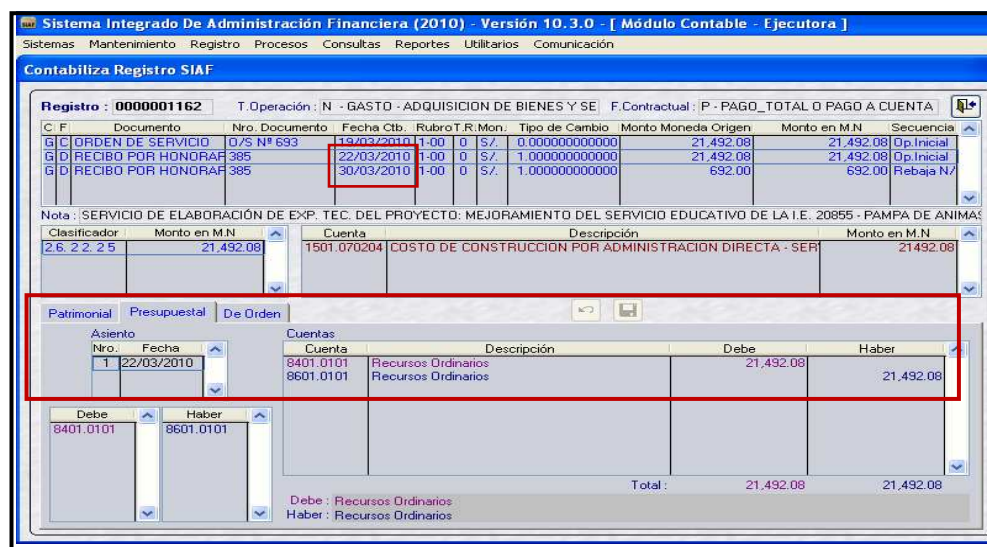 Sistema Integrado De Administración Financiera (2010) - Versión 10.3.0 - [ Módulo Contable - Ejecutora ]
Sistemas Mantenimiento Registro Procesos Consultas Reportes Utilitarios Comunicación
Contabiliza Registro SIAF
Registro : 0000001162 T.Operación : N - GASTO - ADQUISICION DE BIENES Y SE F.Contractual : P - PAGO_TOTAL O PAGO A CUENTA
C F Documento Nro. Documento Fecha Ctb. Rubro T.R: Mon. Tipo de Cambio Monto Moneda Origen Monto en M.N Secuencia
G C ORDEN DE SERVICIO O/S Nº 693 19/03/2010 1-00 0 S/. 0.000000000000 21,492.08 21,492.08 Op.Inicial
G D RECIBO POR HONORAF 385 22/03/2010 1-00 0 S/. 1.000000000000 21,492.08 21,492.08 Op.Inicial
G D RECIBO POR HONORAF 385 30/03/2010 1-00 0 S/. 1.000000000000 692.00 692.00 Rebaja N/
Nota : SERVICIO DE ELABORACIÓN DE EXP. TEC. DEL PROYECTO: MEJORAMIENTO DEL SERVICIO EDUCATIVO DE LA I.E. 20855 - PAMPA DE ANIMAS
Clasificador Monto en M.N Cuenta Descripción Monto en M.N
2.6. 2 2. 2 5 21,492.08 1501.070204 COSTO DE CONSTRUCCION POR ADMINISTRACION DIRECTA - SER 21492.08
Patrimonial Presupuestal De Orden
Asiento Cuentas
Nro. Fecha Cuenta Descripción Debe Haber
1 22/03/2010 8401.0101 Recursos Ordinarios 21,492.08
8601.0101 Recursos Ordinarios 21,492.08
Debe Haber
8401.0101 8601.0101
Total : 21,492.08 21,492.08
Debe : Recursos Ordinarios
Haber : Recursos Ordinarios